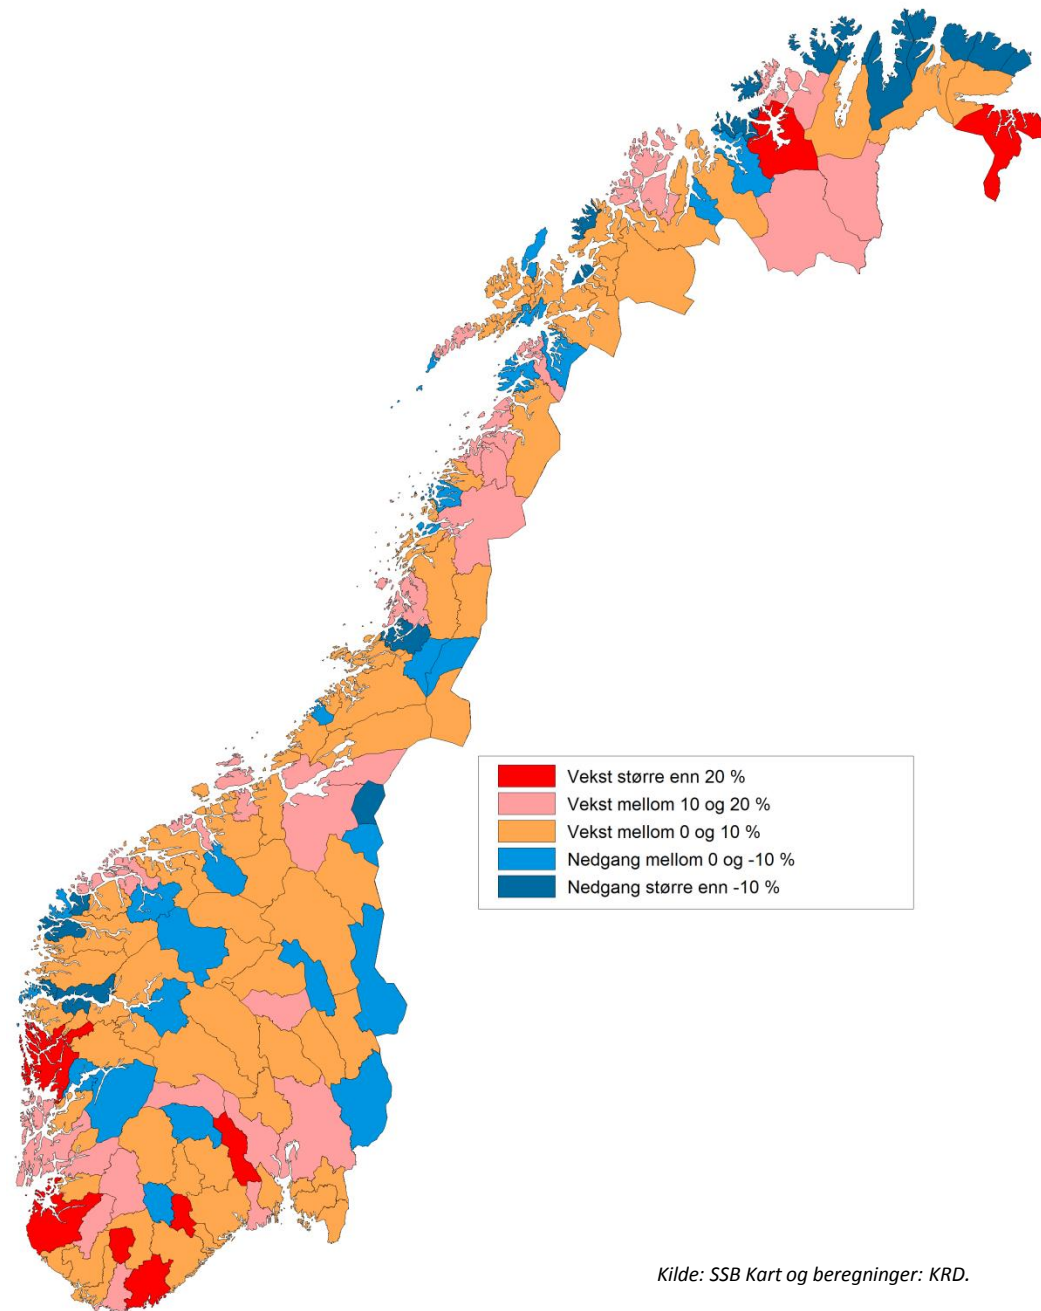 Vekst større enn 20 %
Vekst mellom 10 og 20 %
Vekst mellom 0 og 10 %
Nedgang mellom 0 og -10 %
Nedgang større enn -10 %
Kilde: SSB Kart og beregninger: KRD.